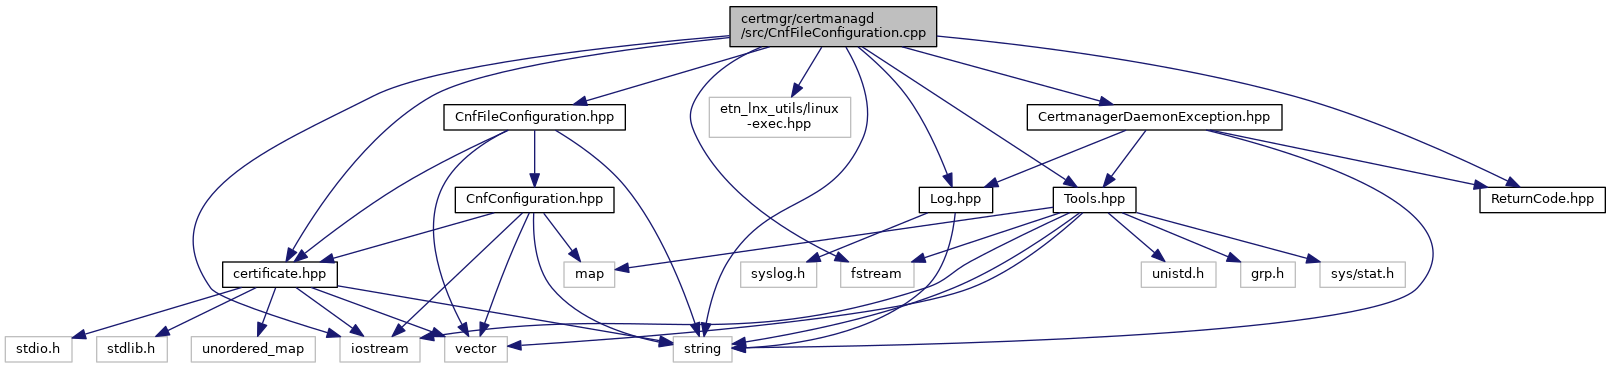 certmgr/certmanagd
/src/CnfFileConfiguration.cpp
CnfFileConfiguration.hpp
etn_lnx_utils/linux
-exec.hpp
CertmanagerDaemonException.hpp
CnfConfiguration.hpp
Log.hpp
Tools.hpp
ReturnCode.hpp
certificate.hpp
map
syslog.h
fstream
unistd.h
grp.h
sys/stat.h
stdio.h
stdlib.h
unordered_map
iostream
vector
string